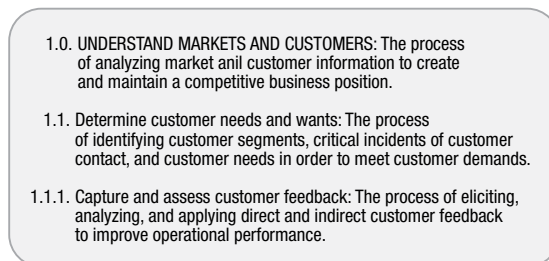 1.0. UNDERSTAND MARKETS AND CUSTOMERS: The process
of analyzing market anil customer information to create
and maintain a competitive business position.
1.1. Determine customer needs and wants: The process
of identifying customer segments, critical incidents of customer
contact, and customer needs in order to meet customer demands.
1.1.1. Capture and assess customer feedback: The process of eliciting,
analyzing, and applying direct and indirect customer feedback
to improve operational performance.